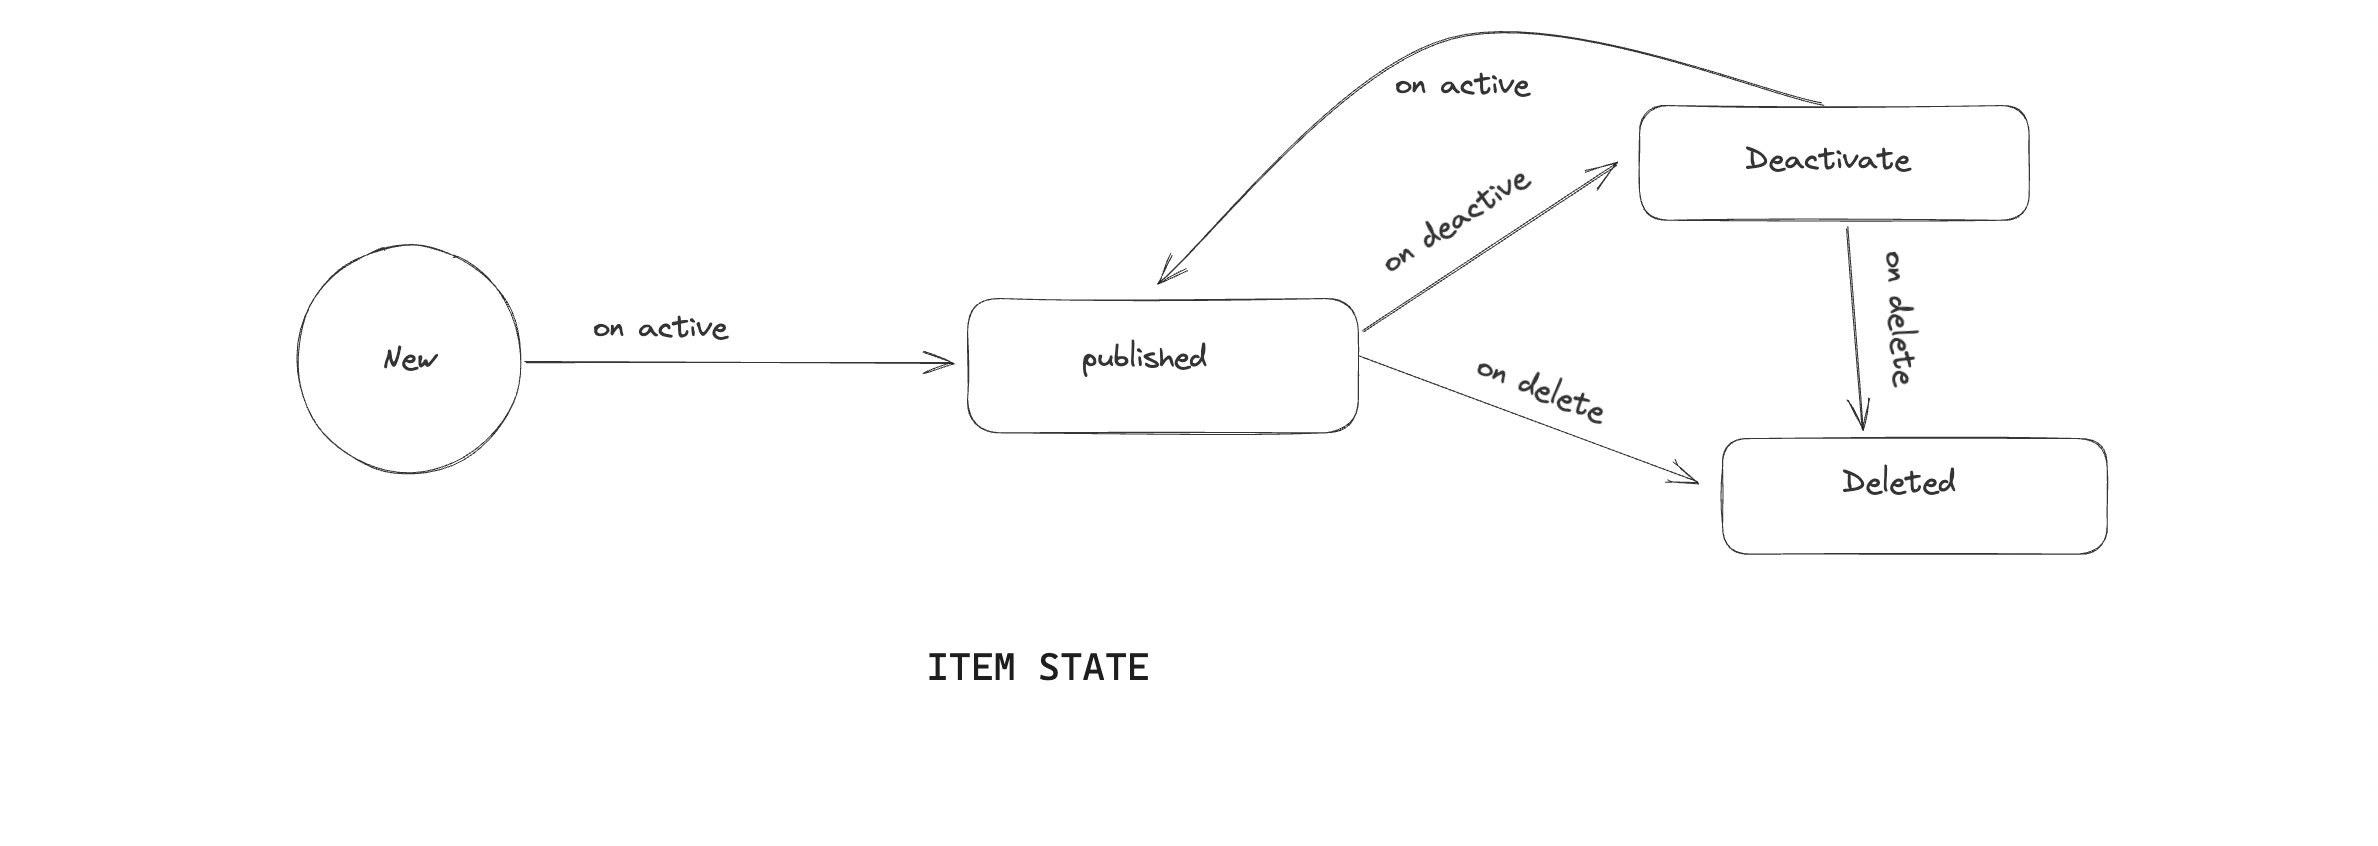 on active
Deactivate
on deactive
on delete
New
on active
published
on delete
Deleted
ITEM STATE